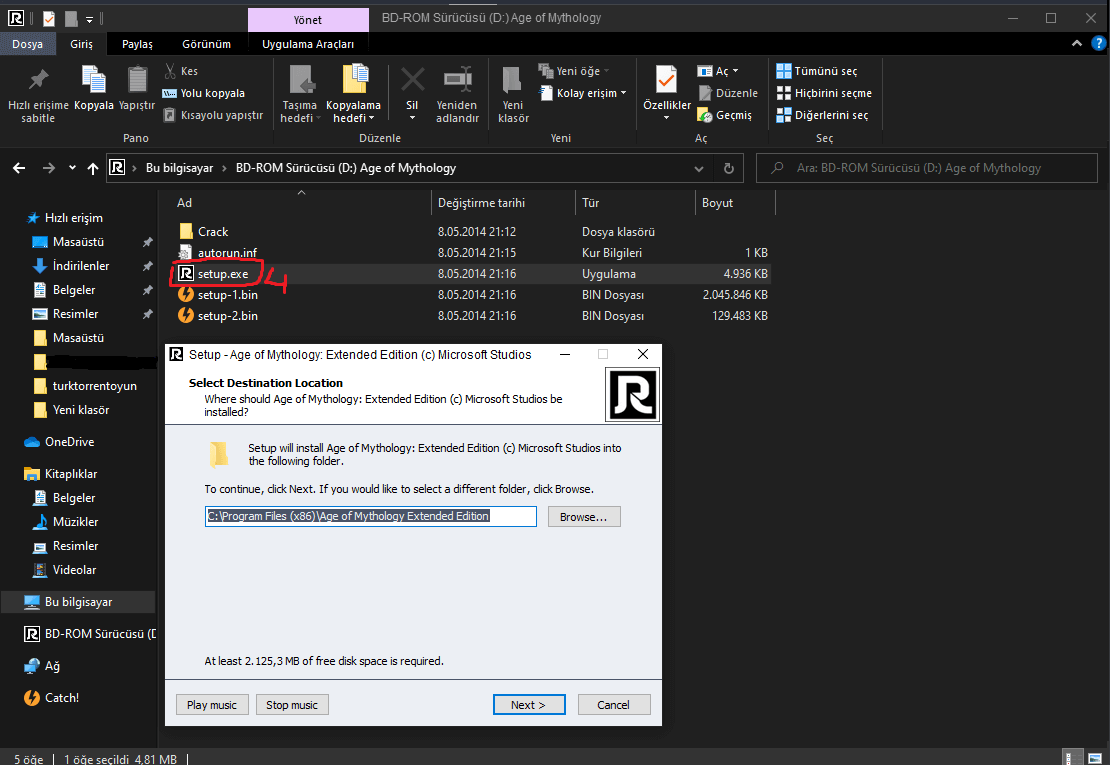 Yönet
BD-ROM Sürücüsü (D:) Age of Mythology
Dosya Giriş Paylaş Görünüm Uygulama Araçları
Hızlı erişime sabitle
Kopyala
Yapıştır
Kes
Yolu kopyala
Kısayolu yapıştır
Pano
Taşıma hedefi
Kopyalama hedefi
Sil
Yeniden adlandır
Düzenle
Yeni klasör
Yeni öğe
Kolay erişim
Yeni
Özellikler
Aç
Düzenle
Geçmiş
Aç
Tümünü seç
Hiçbirini seçme
Diğerlerini seç
Seç
Bu bilgisayar > BD-ROM Sürücüsü (D:) Age of Mythology
Ara: BD-ROM Sürücüsü (D:) Age of Mythology
Hızlı erişim
Masaüstü
İndirilenler
Belgeler
Resimler
Masaüstü
turktorrentoyun
Yeni klasör
OneDrive
Kitaplıklar
Belgeler
Müzikler
Resimler
Videolar
Bu bilgisayar
BD-ROM Sürücüsü (D
Ağ
Catch!
Ad Değiştirme tarihi Tür Boyut
Crack 8.05.2014 21:12 Dosya klasörü
autorun.inf 8.05.2014 21:15 Kur Bilgileri 1 KB
setup.exe 8.05.2014 21:16 Uygulama 4.936 KB
4
setup-1.bin 8.05.2014 21:16 BIN Dosyası 2.045.846 KB
setup-2.bin 8.05.2014 21:16 BIN Dosyası 129.483 KB
Setup - Age of Mythology: Extended Edition (c) Microsoft Studios
Select Destination Location
Where should Age of Mythology: Extended Edition (c) Microsoft Studios be
installed?
R
Setup will install Age of Mythology: Extended Edition (c) Microsoft Studios into
the following folder.
To continue, click Next. If you would like to select a different folder, click Browse.
C:\Program Files (x86)\Age of Mythology Extended Edition
Browse...
At least 2.125,3 MB of free disk space is required.
Play music Stop music Next > Cancel
5 öğe 1 öğe seçildi 4,81 MB